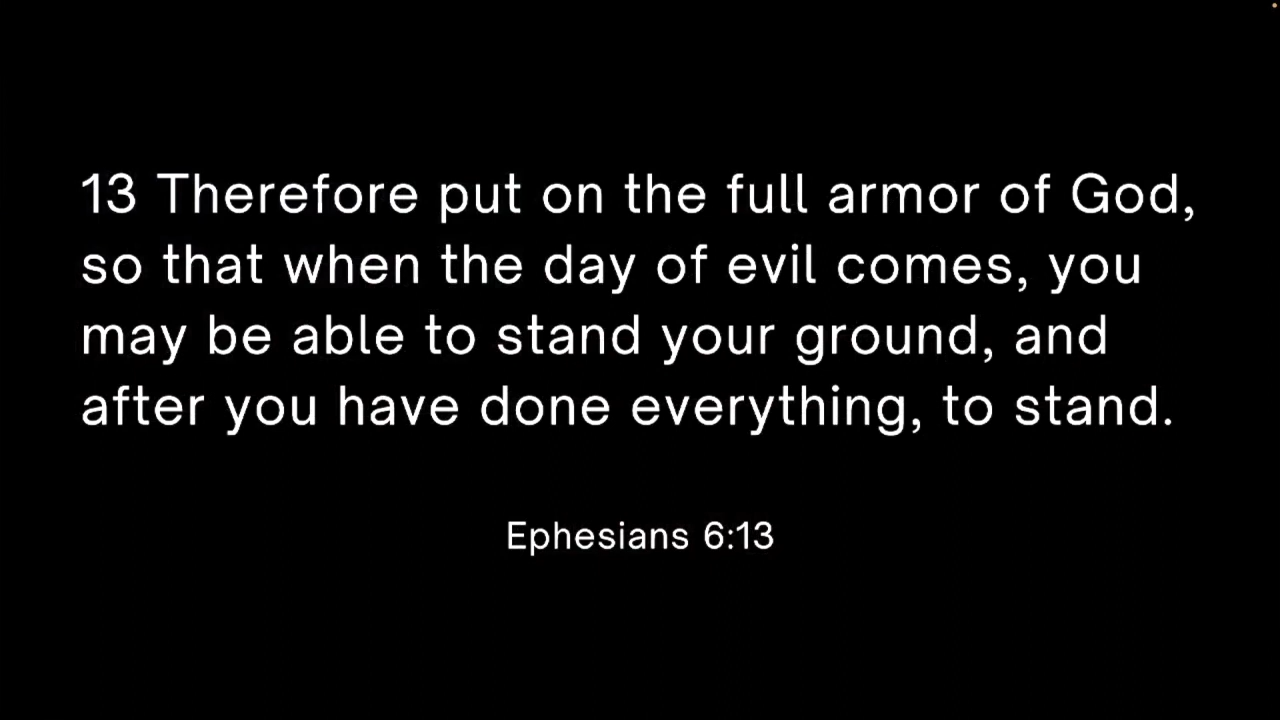 13 Therefore put on the full armor of God,
so that when the day of evil comes, you
may be able to stand your ground, and
after you have done everything, to stand.
Ephesians 6:13